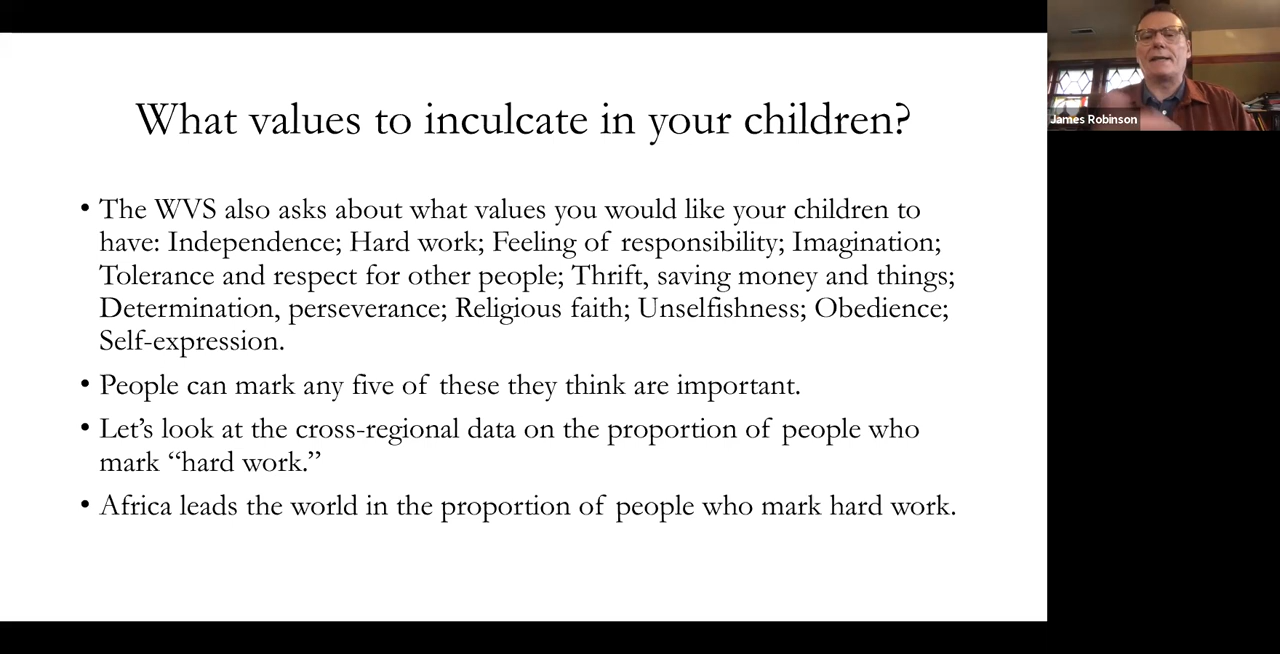 What values to inculcate in your children?
• The WVS also asks about what values you would like your children to
have: Independence; Hard work; Feeling of responsibility; Imagination;
Tolerance and respect for other people; Thrift, saving money and things;
Determination, perseverance; Religious faith; Unselfishness; Obedience;
Self-expression.
• People can mark any five of these they think are important.
• Let’s look at the cross-regional data on the proportion of people who
mark “hard work.”
• Africa leads the world in the proportion of people who mark hard work.
James Robinson